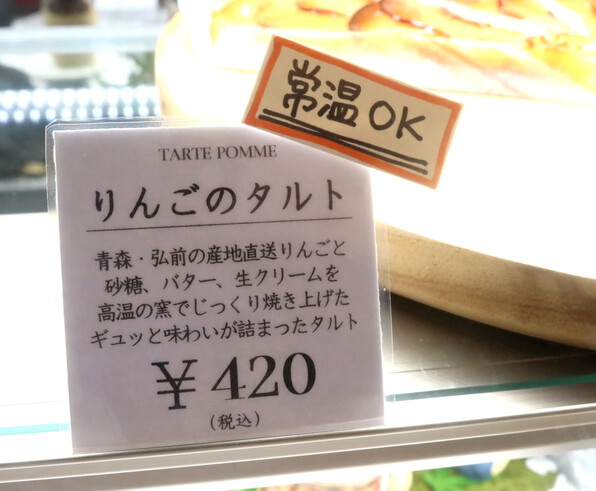 常温OK
TARTE POMME
りんごのタルト
青森・弘前の産地直送りんごと
砂糖、バター、生クリームを
高温の窯でじっくり焼き上げた
ギュッと味わいが詰まったタルト
￥420
(税込)